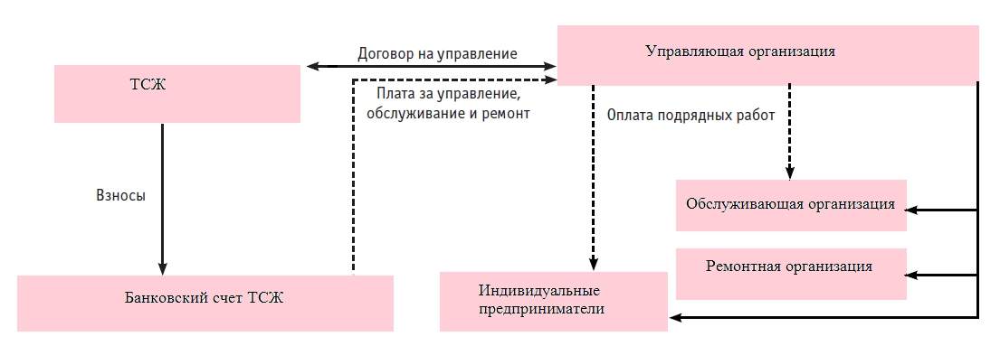 Договор на управление
Управляющая организация
ТСЖ
Плата за управление,
обслуживание и ремонт
Оплата подрядных работ
Взносы
Обслуживающая организация
Ремонтная организация
Банковский счет ТСЖ
Индивидуальные
предприниматели